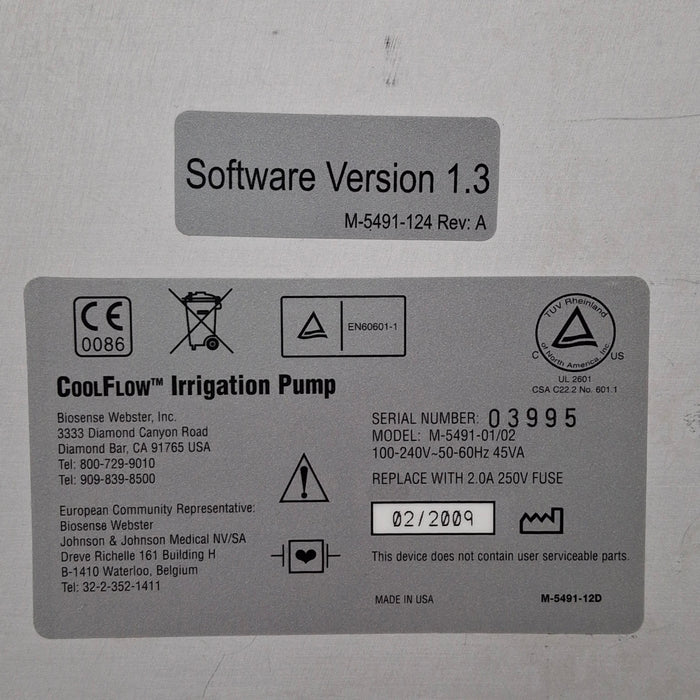 Software Version 1.3
M-5491-124 Rev: A
CE
0086
EN60601-1
TUV Rheinland
of North America, Inc.
C US
UL 2601
CSA C22.2 No. 601.1
COOLFLOW™ Irrigation Pump
Biosense Webster, Inc.
3333 Diamond Canyon Road
Diamond Bar, CA 91765 USA
Tel: 800-729-9010
Tel: 909-839-8500
European Community Representative:
Biosense Webster
Johnson & Johnson Medical NV/SA
Dreve Richelle 161 Building H
B-1410 Waterloo, Belgium
Tel: 32-2-352-1411
SERIAL NUMBER: 03995
MODEL: M-5491-01/02
100-240V~50-60Hz 45VA
REPLACE WITH 2.0A 250V FUSE
02/2009
This device does not contain user serviceable parts.
MADE IN USA
M-5491-12D